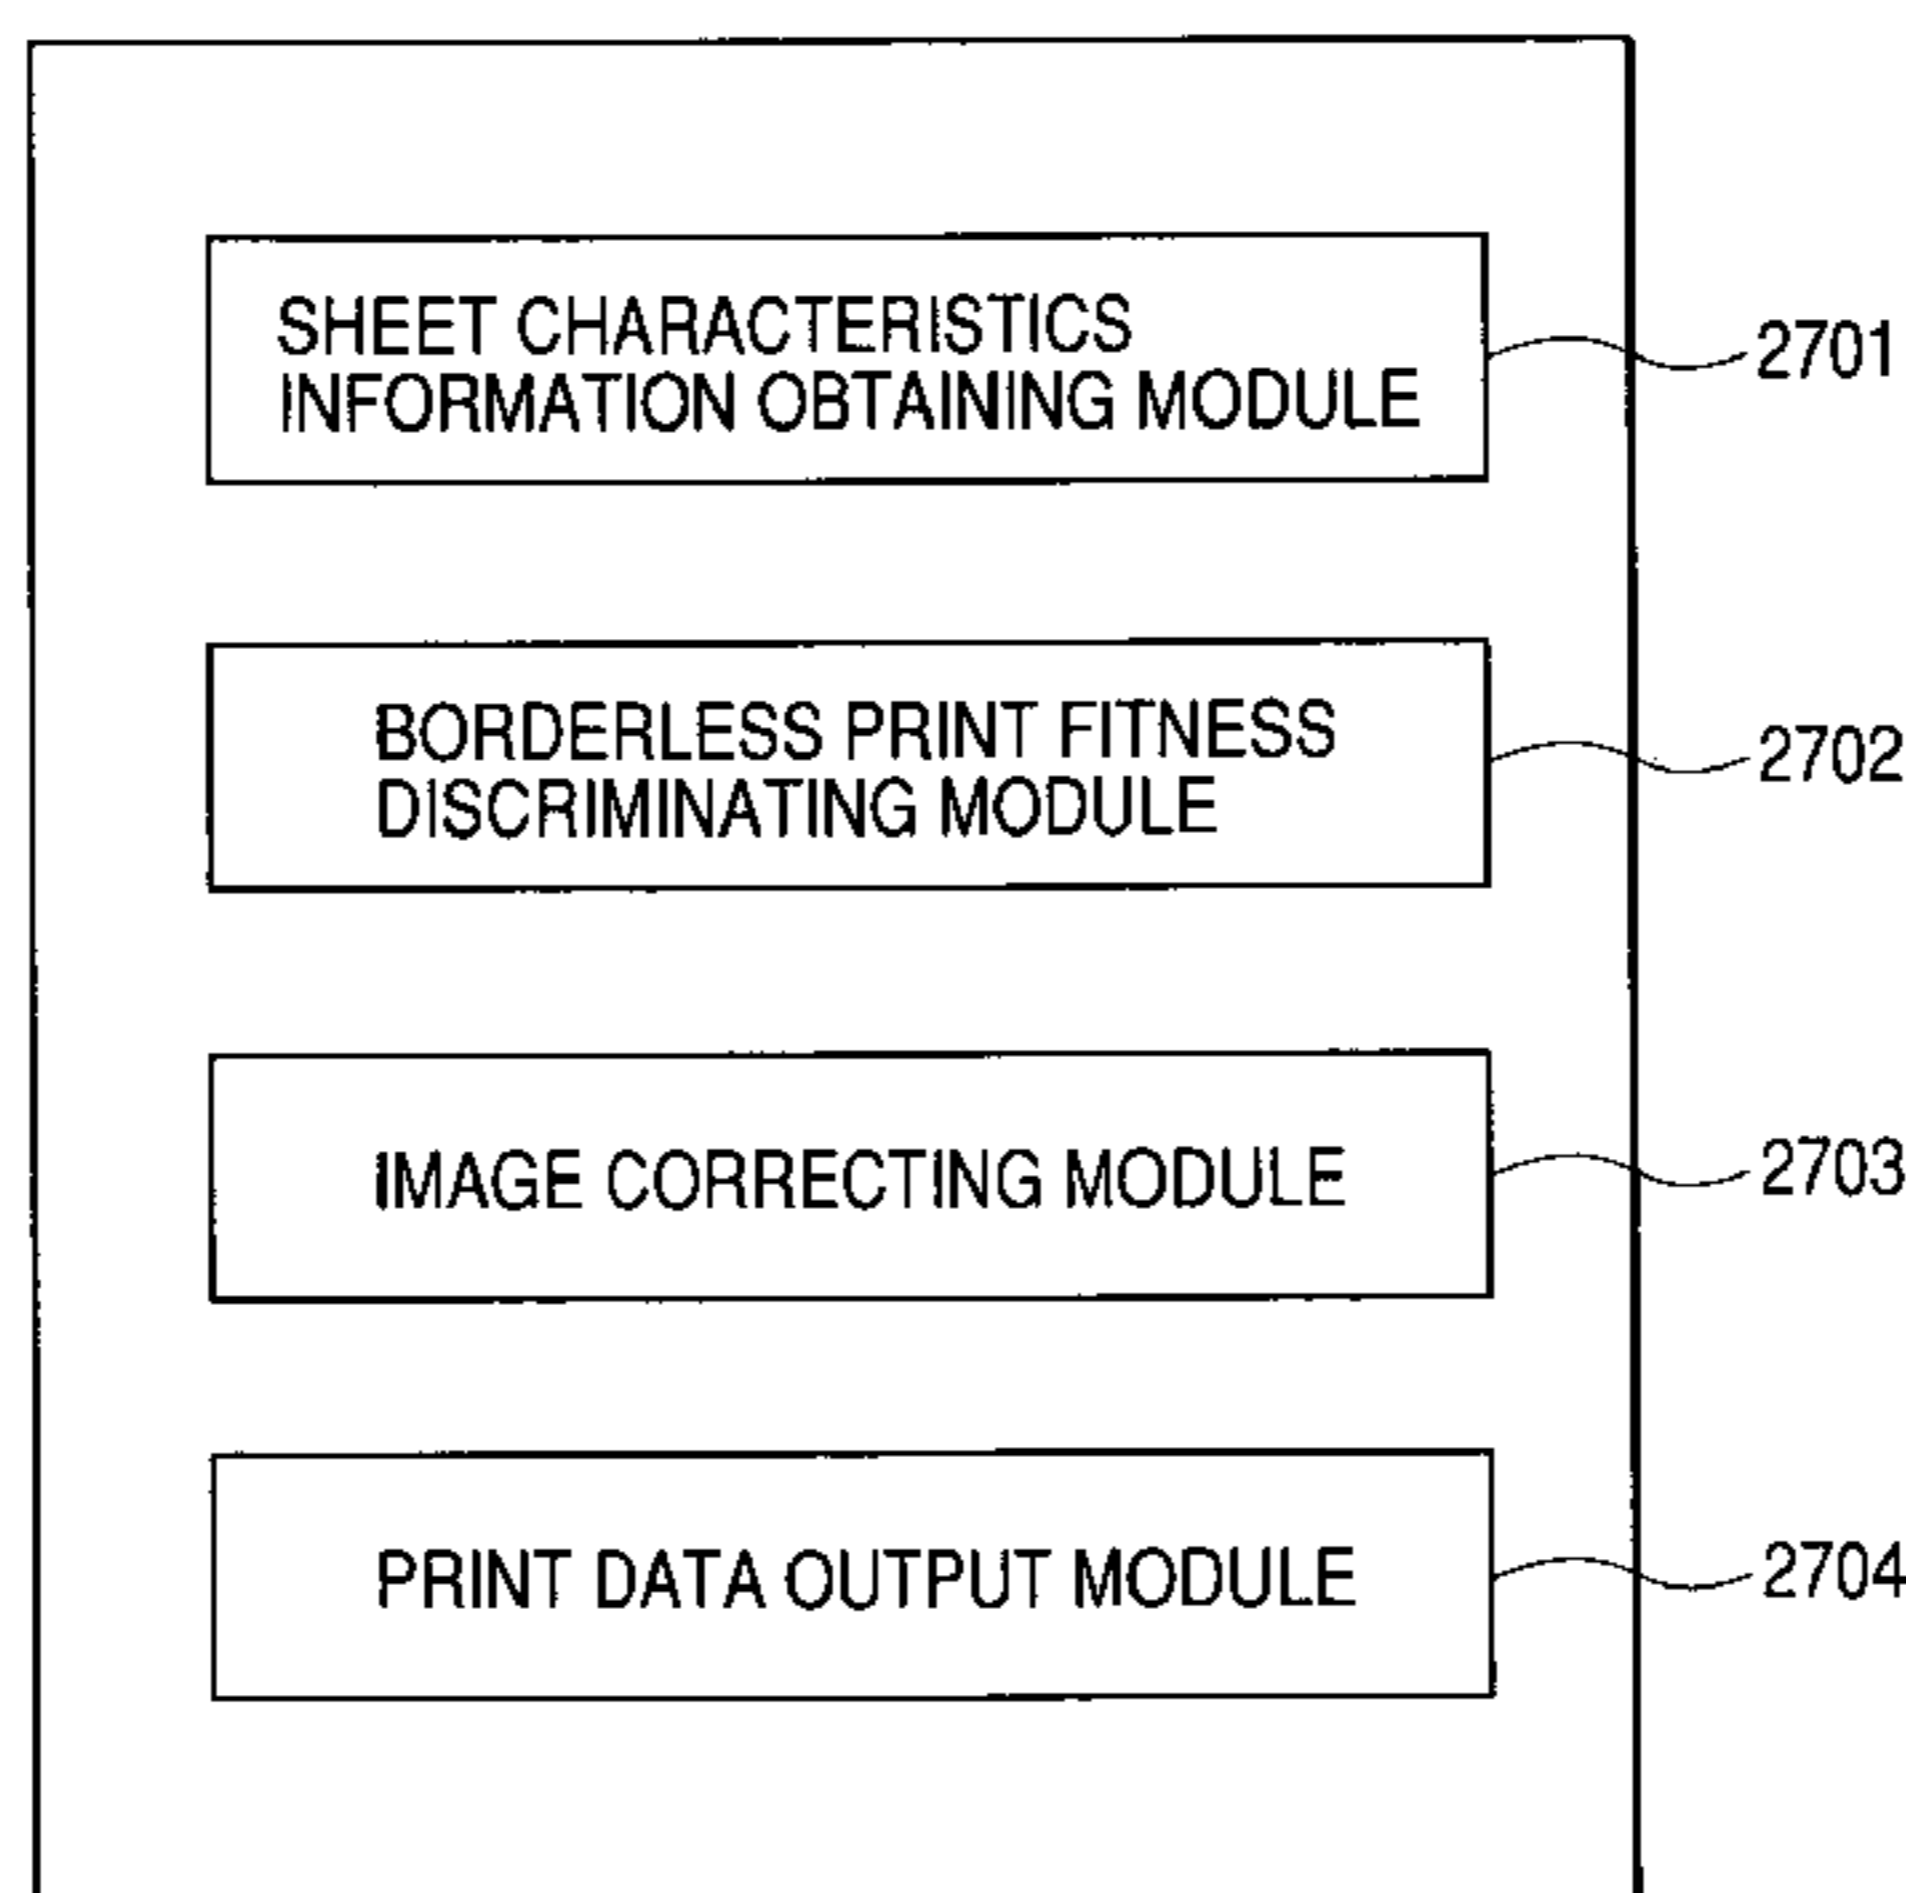 SHEET CHARACTERISTICS
INFORMATION OBTAINING MODULE
2701
BORDERLESS PRINT FITNESS
DISCRIMINATING MODULE
2702
IMAGE CORRECTING MODULE
2703
PRINT DATA OUTPUT MODULE
2704